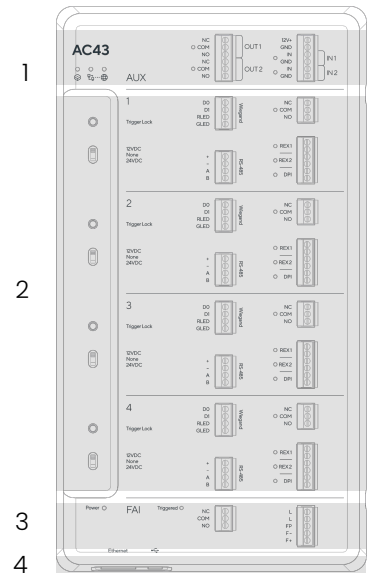 AC43
1
AUX
NC
COM
NO
NC
COM
NO
OUT1
OUT2
12V+
GND
IN
GND
IN
GND
IN1
IN2
2
1
Trigger Lock
12VDC
None
24VDC
D0
D1
RLED
GLED
Wiegand
NC
COM
NO
+
-
A
B
RS-485
REX1
REX2
DPI
2
Trigger Lock
12VDC
None
24VDC
D0
D1
RLED
GLED
Wiegand
NC
COM
NO
+
-
A
B
RS-485
REX1
REX2
DPI
3
Trigger Lock
12VDC
None
24VDC
D0
D1
RLED
GLED
Wiegand
NC
COM
NO
+
-
A
B
RS-485
REX1
REX2
DPI
4
Trigger Lock
12VDC
None
24VDC
D0
D1
RLED
GLED
Wiegand
NC
COM
NO
+
-
A
B
RS-485
REX1
REX2
DPI
3
Power
FAI
Triggered
NC
COM
NO
L
L
FP
F-
F+
4
Ethernet